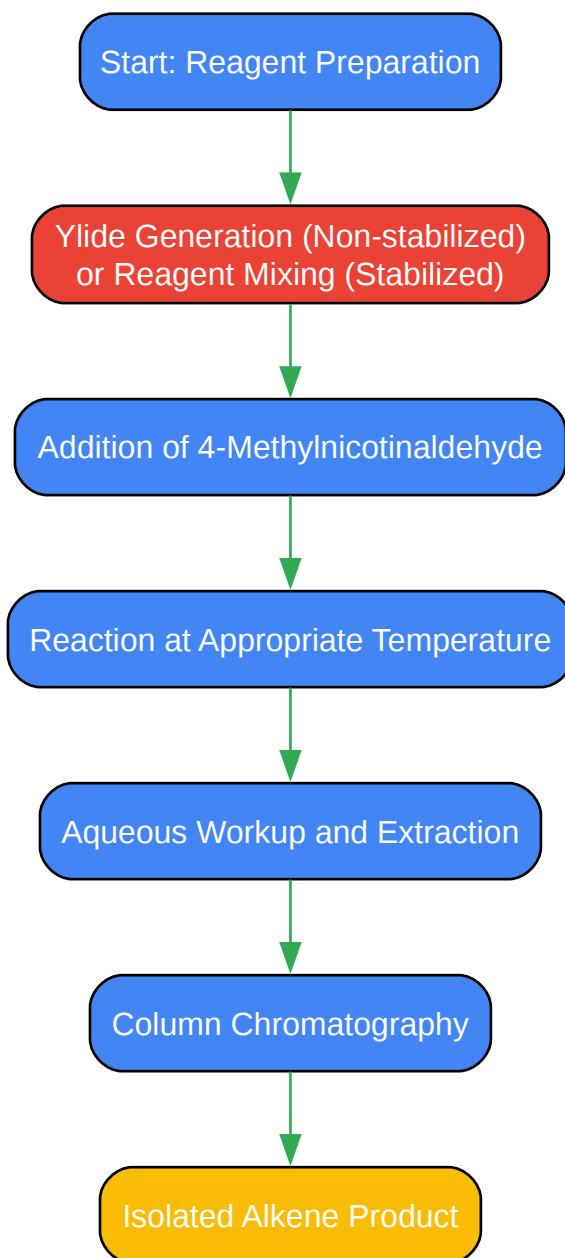 Start: Reagent Preparation
Ylide Generation (Non-stabilized)
or Reagent Mixing (Stabilized)
Addition of 4-Methylnicotinaldehyde
Reaction at Appropriate Temperature
Aqueous Workup and Extraction
Column Chromatography
Isolated Alkene Product